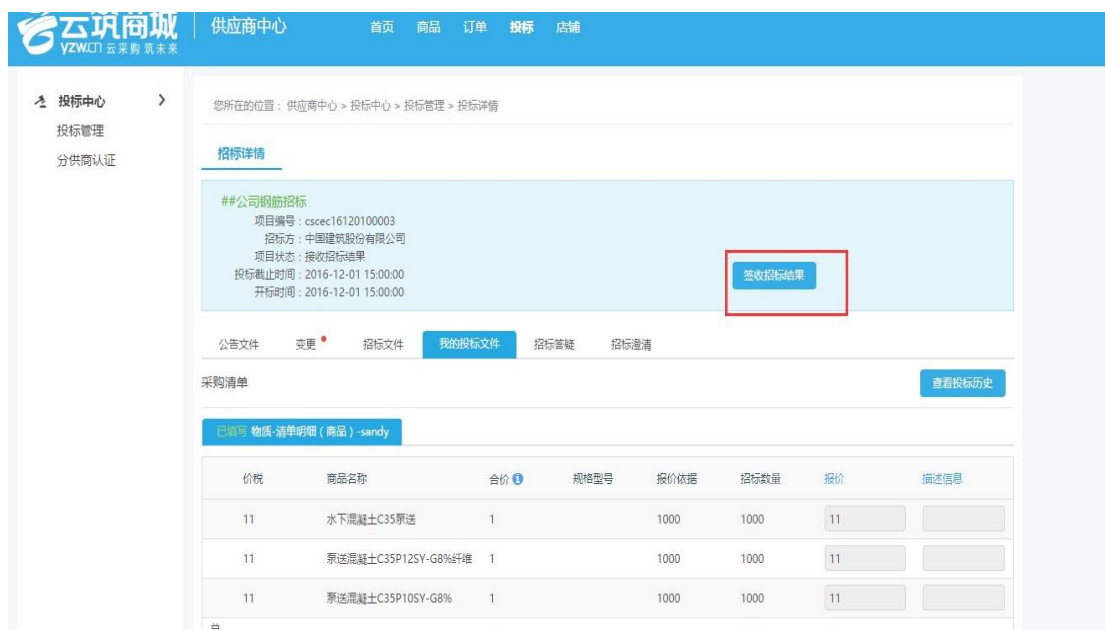 云筑商城
yzw.cn 云采购 筑未来
供应商中心 首页 商品 订单 投标 店铺
投标中心
投标管理
分供商认证
您所在的位置： 供应商中心 > 投标中心 > 投标管理 > 投标详情
招标详情
##公司钢筋招标
项目编号：cscec16120100003
招标方：中国建筑股份有限公司
项目状态：接收招标结果
投标截止时间：2016-12-01 15:00:00
开标时间：2016-12-01 15:00:00
签收招标结果
公告文件 变更 招标文件 我的投标文件 招标答疑 招标澄清
采购清单 查看投标历史
已填写 物质-清单明细（商品）-sandy
价税 商品名称 合价 规格型号 报价依据 招标数量 报价 描述信息
11 水下混凝土C35泵送 1 1000 1000 11
11 泵送混凝土C35P12SY-G8%纤维 1 1000 1000 11
11 泵送混凝土C35P10SY-G8% 1 1000 1000 11